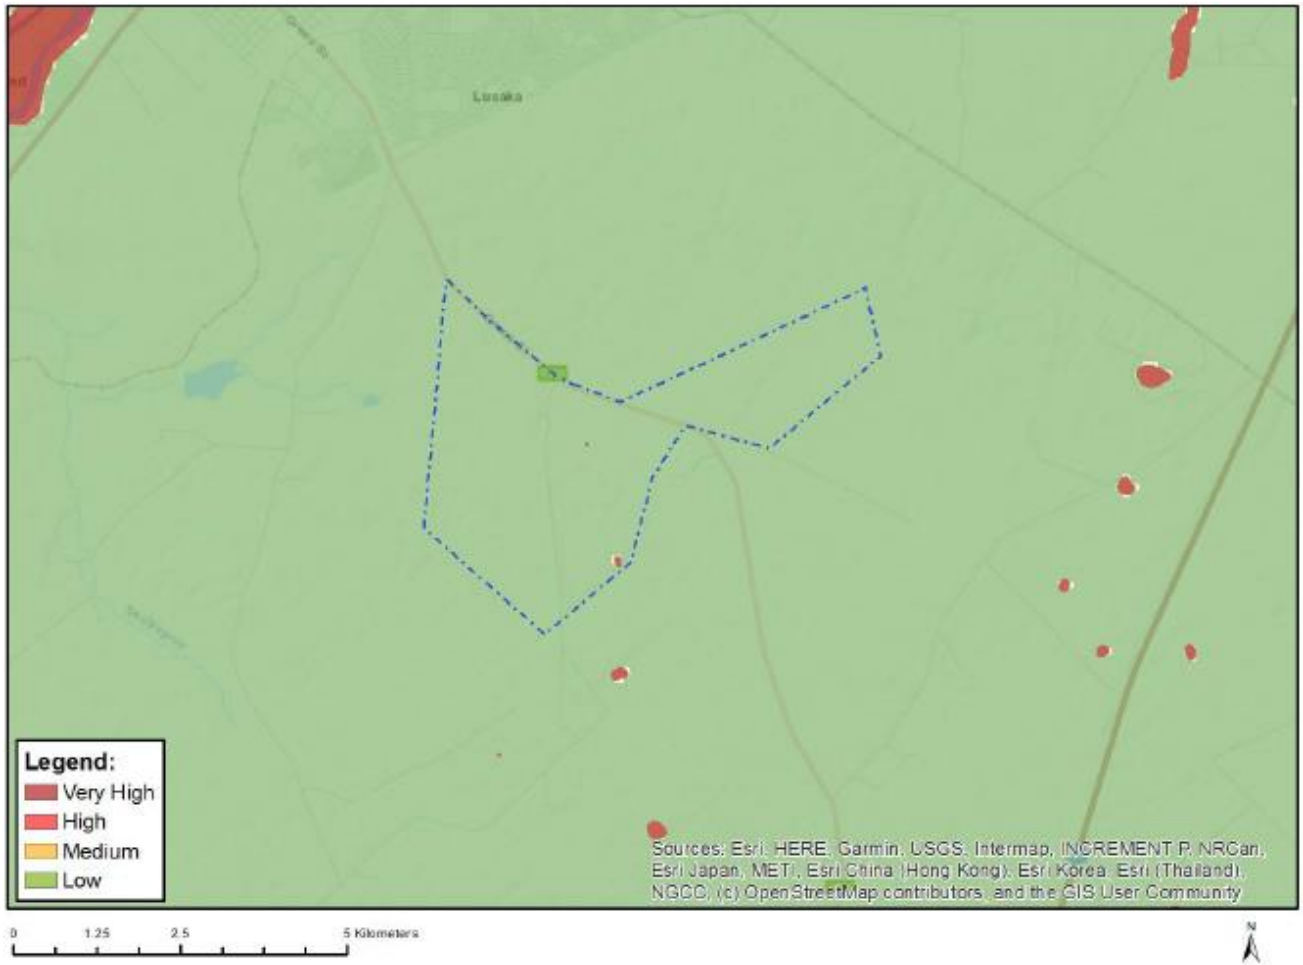 Lusaka
Legend:
Very High
High
Medium
Low
Sources: Esri, HERE, Garmin, USGS, Intermap, INCREMENT P, NRCan,
Esri Japan, METI, Esri China (Hong Kong), Esri Korea, Esri (Thailand),
NGCC, (c) OpenStreetMap contributors, and the GIS User Community
0 1.25 2.5 5 Kilometers
N